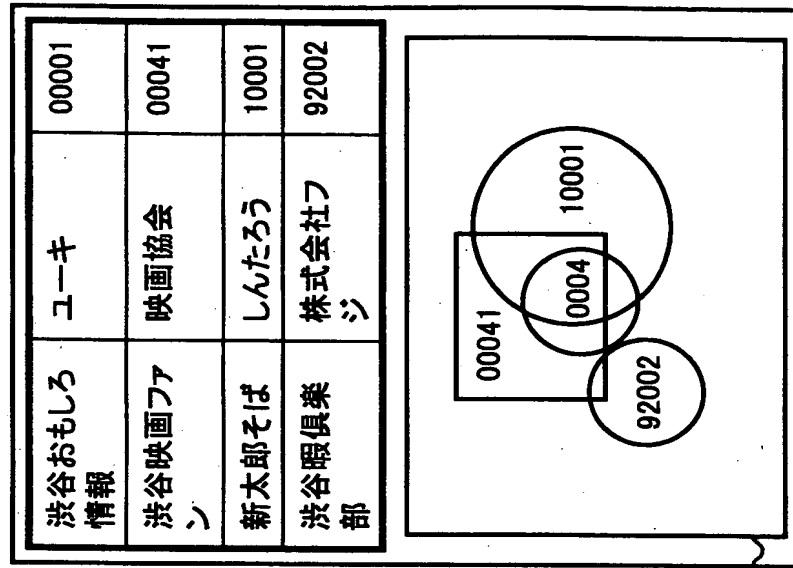 渋谷おもしろ
情報
ユーキ
00001
渋谷映画ファ
ン
映画協会
00041
新太郎そば
しんたろう
10001
渋谷暇倶楽
部
株式会社フ
ジ
92002
00041
0004
10001
92002